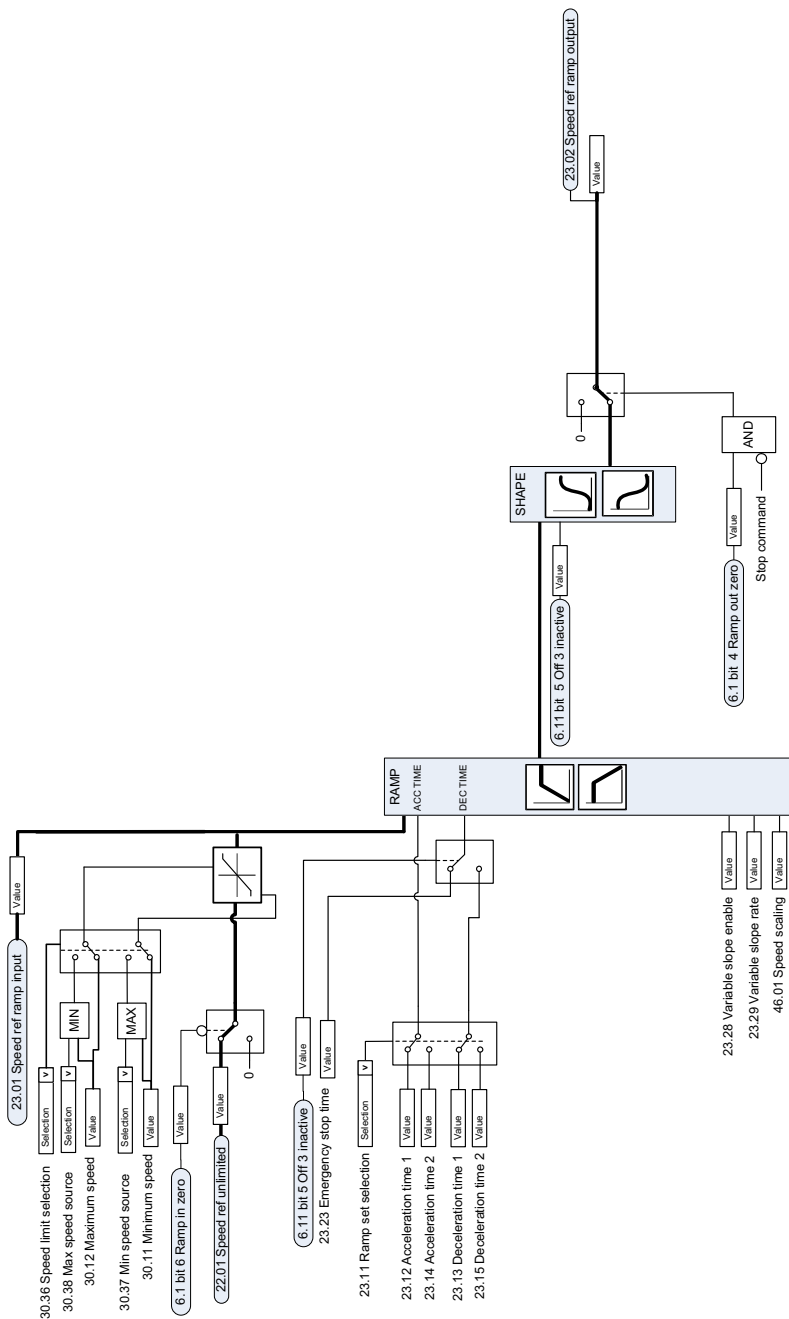 23.01 Speed ref ramp input
Value
30.36 Speed limit selection
Selection
v
30.38 Max speed source
Selection
v
30.12 Maximum speed
Value
MIN
30.37 Min speed source
Selection
v
30.11 Minimum speed
Value
MAX
6.1 bit 6 Ramp in zero
Value
22.01 Speed ref unlimited
Value
0
6.11 bit 5 Off 3 inactive
Value
23.23 Emergency stop time
Value
23.11 Ramp set selection
Selection
v
23.12 Acceleration time 1
Value
23.14 Acceleration time 2
Value
23.13 Deceleration time 1
Value
23.15 Deceleration time 2
Value
RAMP
ACC TIME
DEC TIME
23.28 Variable slope enable
Value
23.29 Variable slope rate
Value
46.01 Speed scaling
Value
SHAPE
6.11 bit 5 Off 3 inactive
Value
0
6.1 bit 4 Ramp out zero
Value
Stop command
AND
23.02 Speed ref ramp output
Value